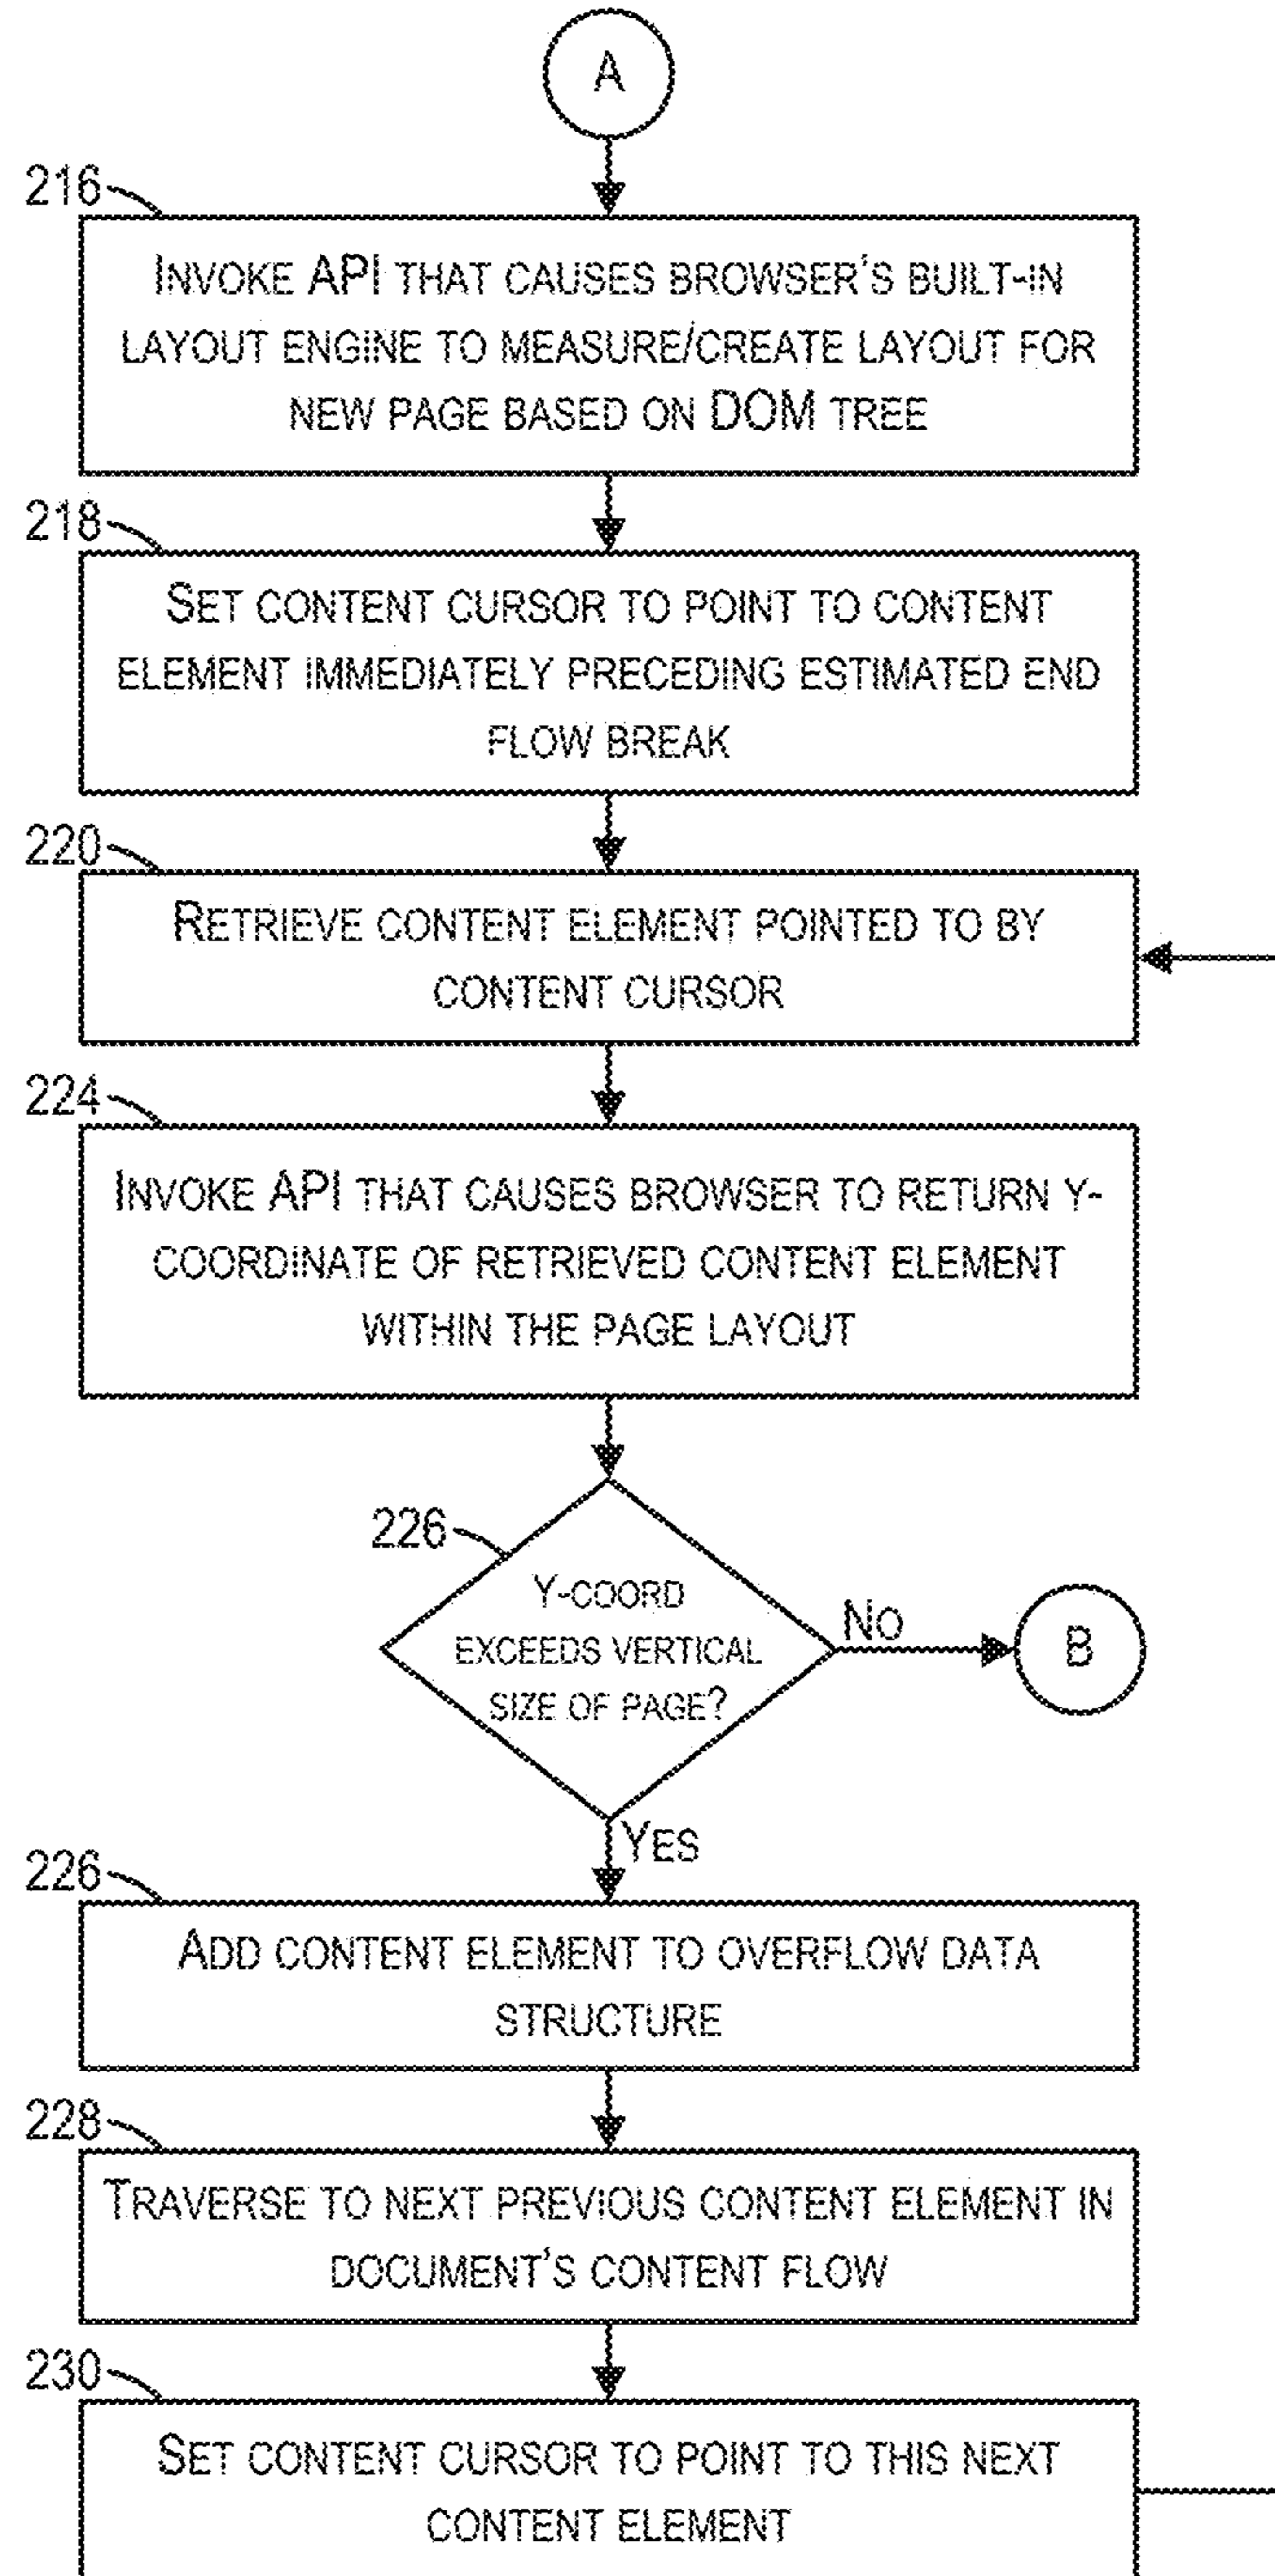 A
216
INVOKE API THAT CAUSES BROWSER'S BUILT-IN
LAYOUT ENGINE TO MEASURE/CREATE LAYOUT FOR
NEW PAGE BASED ON DOM TREE
218
SET CONTENT CURSOR TO POINT TO CONTENT
ELEMENT IMMEDIATELY PRECEDING ESTIMATED END
FLOW BREAK
220
RETRIEVE CONTENT ELEMENT POINTED TO BY
CONTENT CURSOR
224
INVOKE API THAT CAUSES BROWSER TO RETURN Y-
COORDINATE OF RETRIEVED CONTENT ELEMENT
WITHIN THE PAGE LAYOUT
226
Y-COORD
EXCEEDS VERTICAL
SIZE OF PAGE?
NO
B
YES
226
ADD CONTENT ELEMENT TO OVERFLOW DATA
STRUCTURE
228
TRAVERSE TO NEXT PREVIOUS CONTENT ELEMENT IN
DOCUMENT'S CONTENT FLOW
230
SET CONTENT CURSOR TO POINT TO THIS NEXT
CONTENT ELEMENT